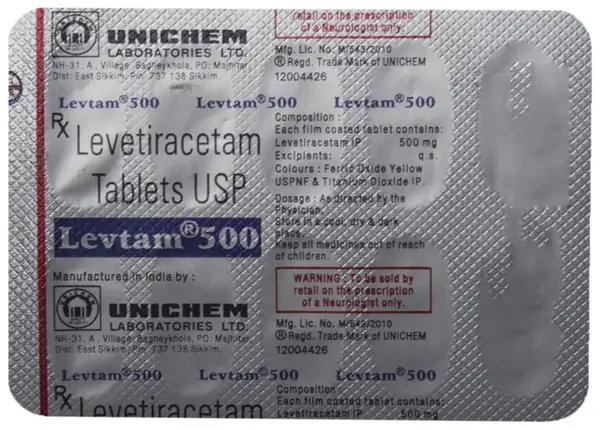 UNICHEM
LABORATORIES LTD.
NH-31, A, Village: Bagheykhola, PO: Majhitar,
Dist: East Sikkim, Pin: 737 138 Sikkim.
Levtam®500 Levtam®500 Levtam®500
Rx Levetiracetam
Tablets USP
Levtam®500
Manufactured in India by :
UNICHEM
LABORATORIES LTD.
NH-31, A, Village: Bagheykhola, PO: Majhitar,
Dist: East Sikkim, Pin: 737 138 Sikkim.
Levtam®500 Levtam®500 Levtam®500
Rx Levetiracetam
retail on the prescription
of a Neurologist only.
Mfg. Lic. No. M/543/2010
® Regd. Trade Mark of UNICHEM
12004426
Composition :
Each film coated tablet contains:
Levetiracetam IP 500 mg
Excipients: q.s.
Colours : Ferric Oxide Yellow
USPNF & Titanium Dioxide IP.
Dosage : As directed by the
Physician.
Store in a cool, dry & dark
place.
Keep all medicines out of reach
of children.
WARNING : To be sold by
retail on the prescription
of a Neurologist only.
Mfg. Lic. No. M/543/2010
® Regd. Trade Mark of UNICHEM
12004426
Composition :
Each film coated tablet contains:
Levetiracetam IP 500 mg